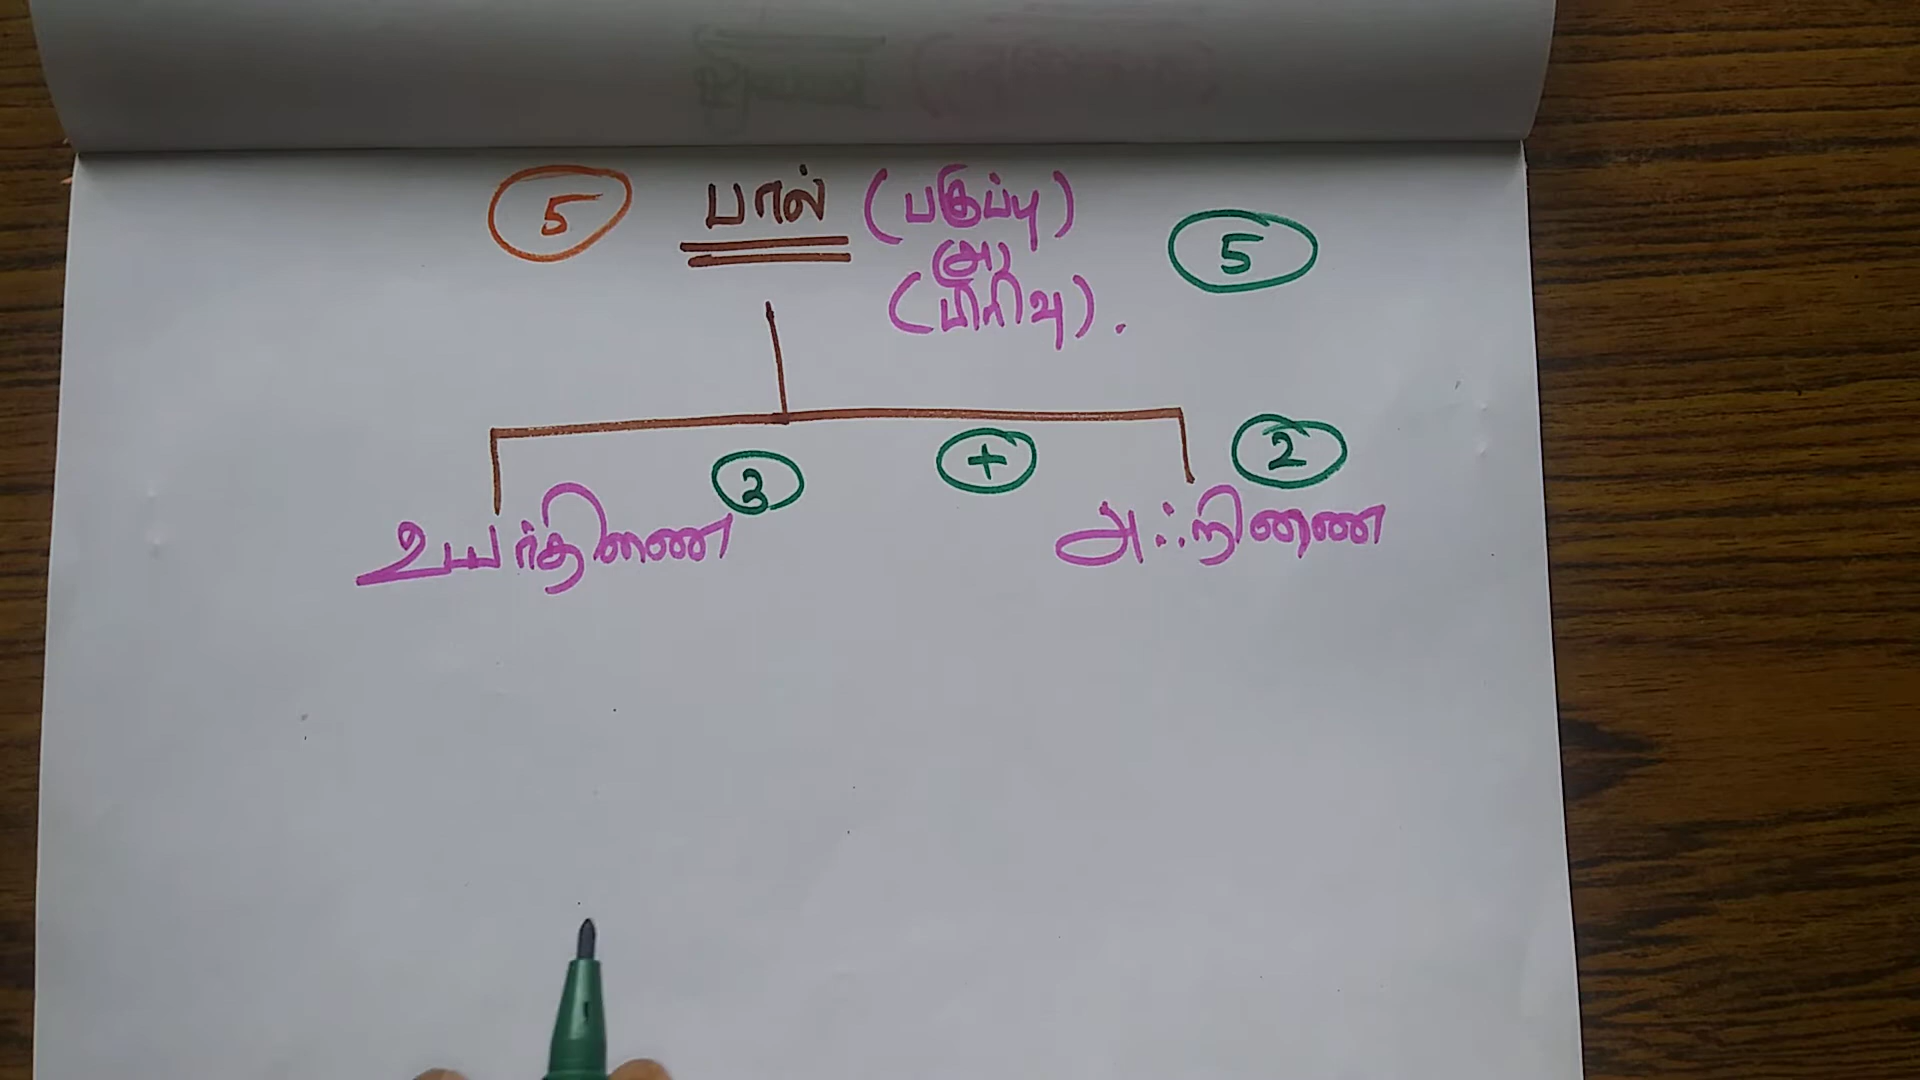 5 பால் (பகுப்பு) 5
(அ)
(பிரிவு).
3 + 2
உயர்திணை அஃறிணை